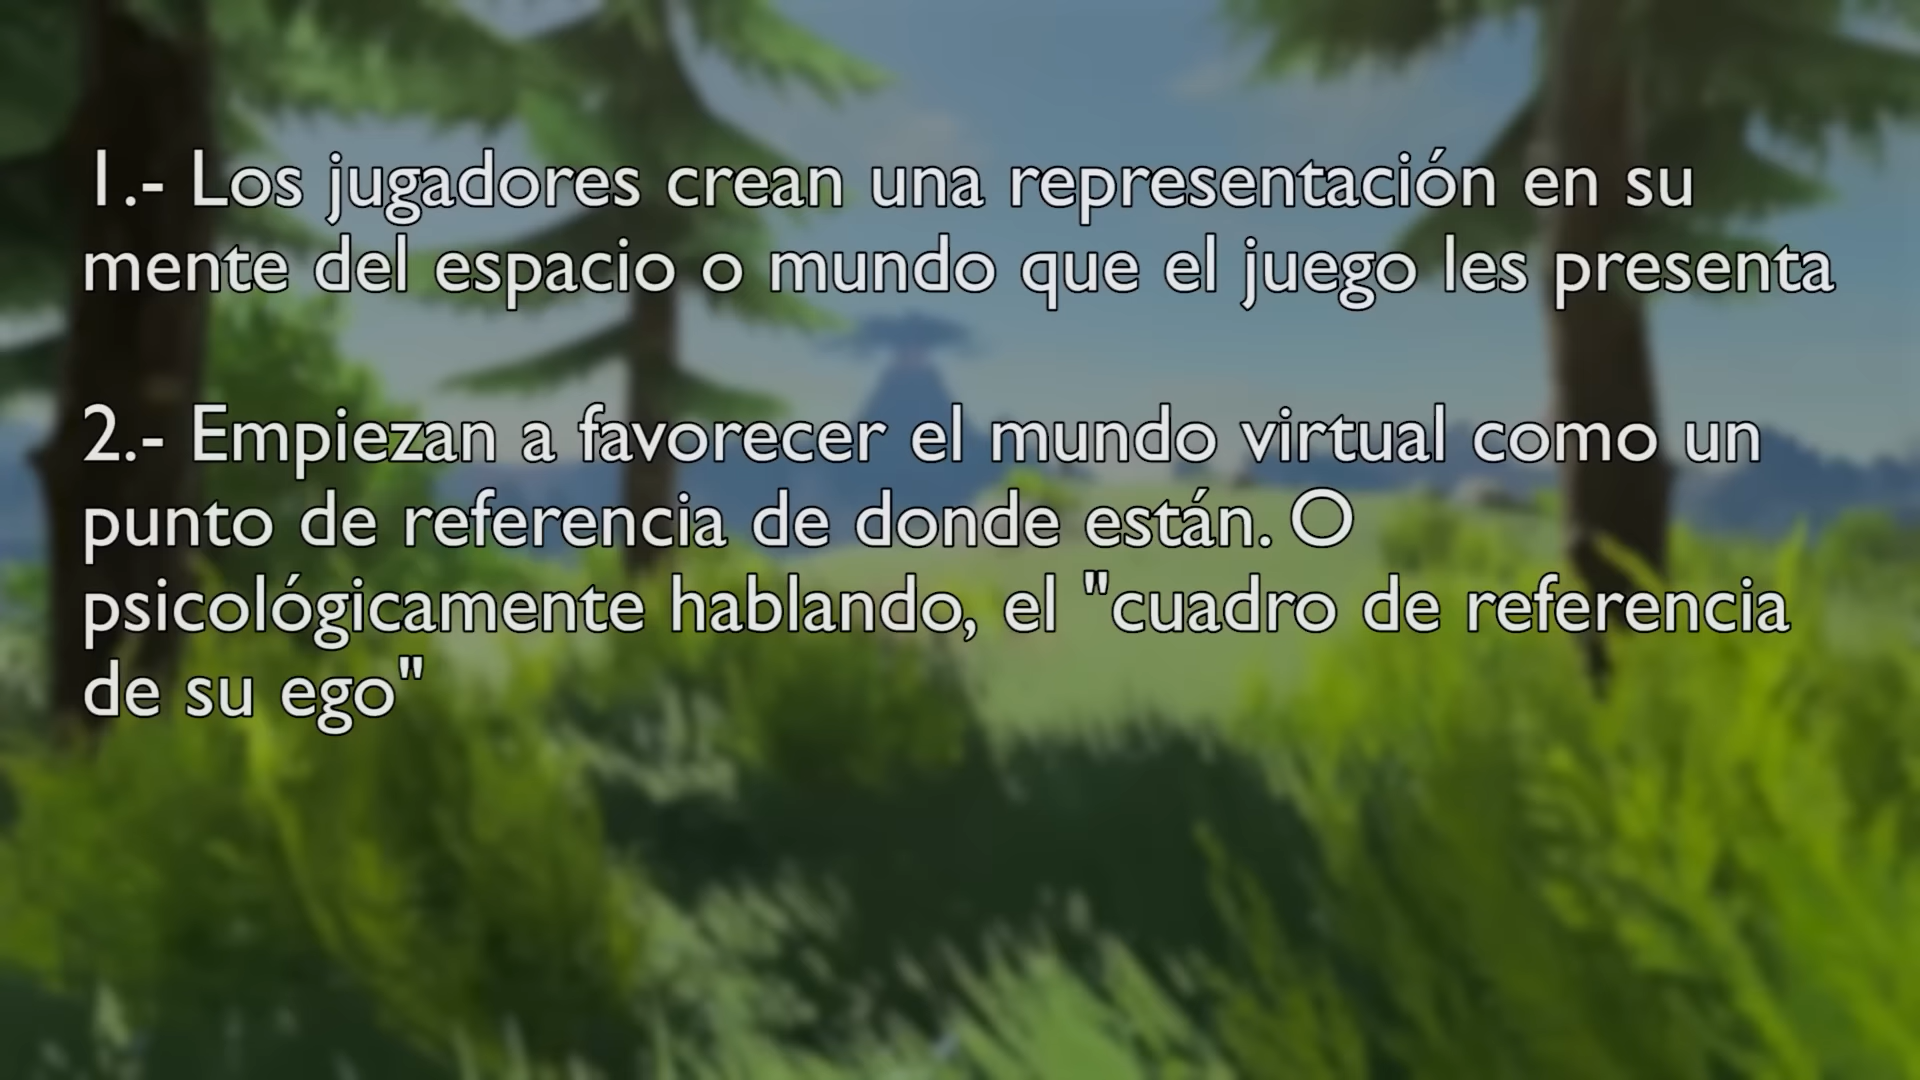 1.- Los jugadores crean una representación en su
mente del espacio o mundo que el juego les presenta
2.- Empiezan a favorecer el mundo virtual como un
punto de referencia de donde están. O
psicológicamente hablando, el "cuadro de referencia
de su ego"